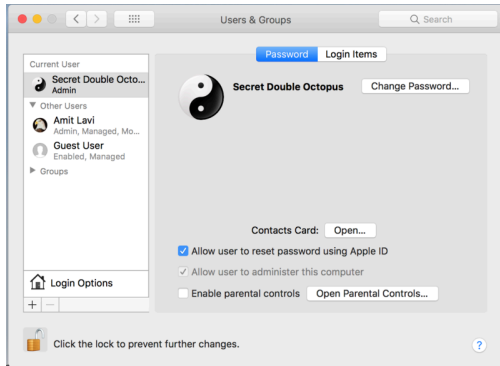 Users & Groups
Search
Password
Login Items
Current User
Secret Double Octo...
Admin
Other Users
Amit Lavi
Admin, Managed, Mo...
Guest User
Enabled, Managed
Groups
Login Options
+ −
Secret Double Octopus
Change Password...
Contacts Card:
Open...
Allow user to reset password using Apple ID
Allow user to administer this computer
Enable parental controls
Open Parental Controls...
Click the lock to prevent further changes.
?